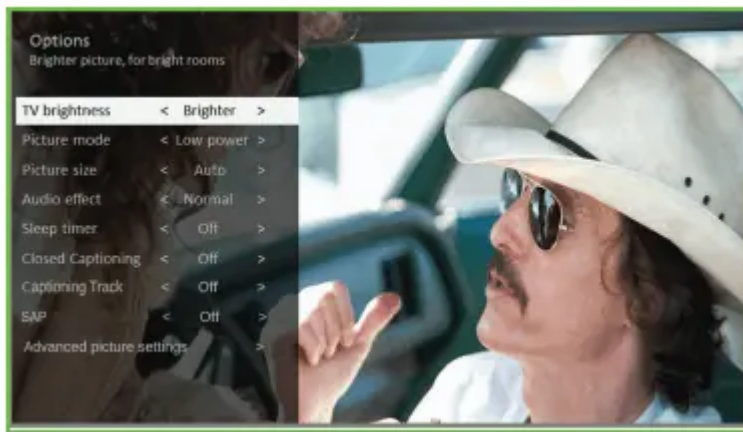 Options
Brighter picture, for bright rooms
TV brightness < Brighter >
Picture mode < Low power >
Picture size < Auto >
Audio effect < Normal >
Sleep timer < Off >
Closed Captioning < Off >
Captioning Track < Off >
SAP < Off >
Advanced picture settings >